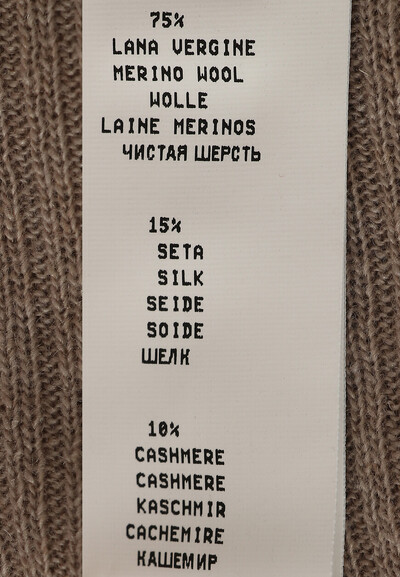 75%
LANA VERGINE
MERINO WOOL
WOLLE
LAINE MERINOS
ЧИСТАЯ ШЕРСТЬ
15%
SETA
SILK
SEIDE
SOIDE
ШЕЛК
10%
CASHMERE
CASHMERE
KASCHMIR
CACHEMIRE
КАШЕМИР